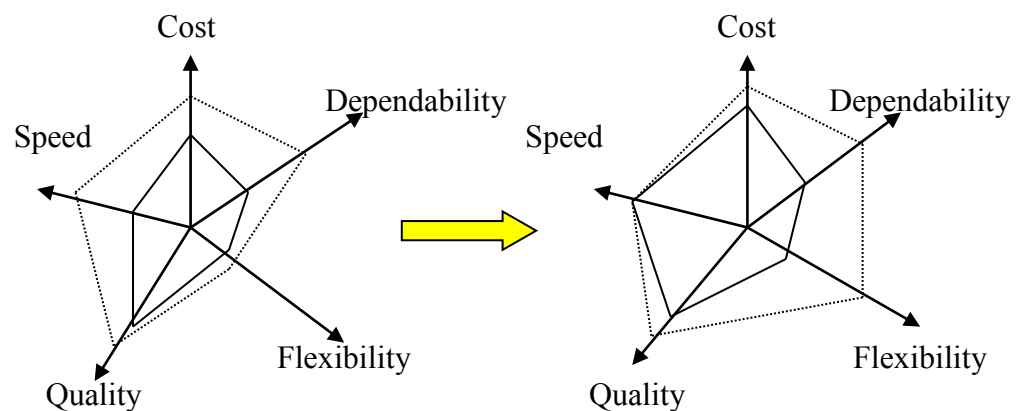 Cost
Dependability
Speed
Flexibility
Quality
Cost
Dependability
Speed
Flexibility
Quality